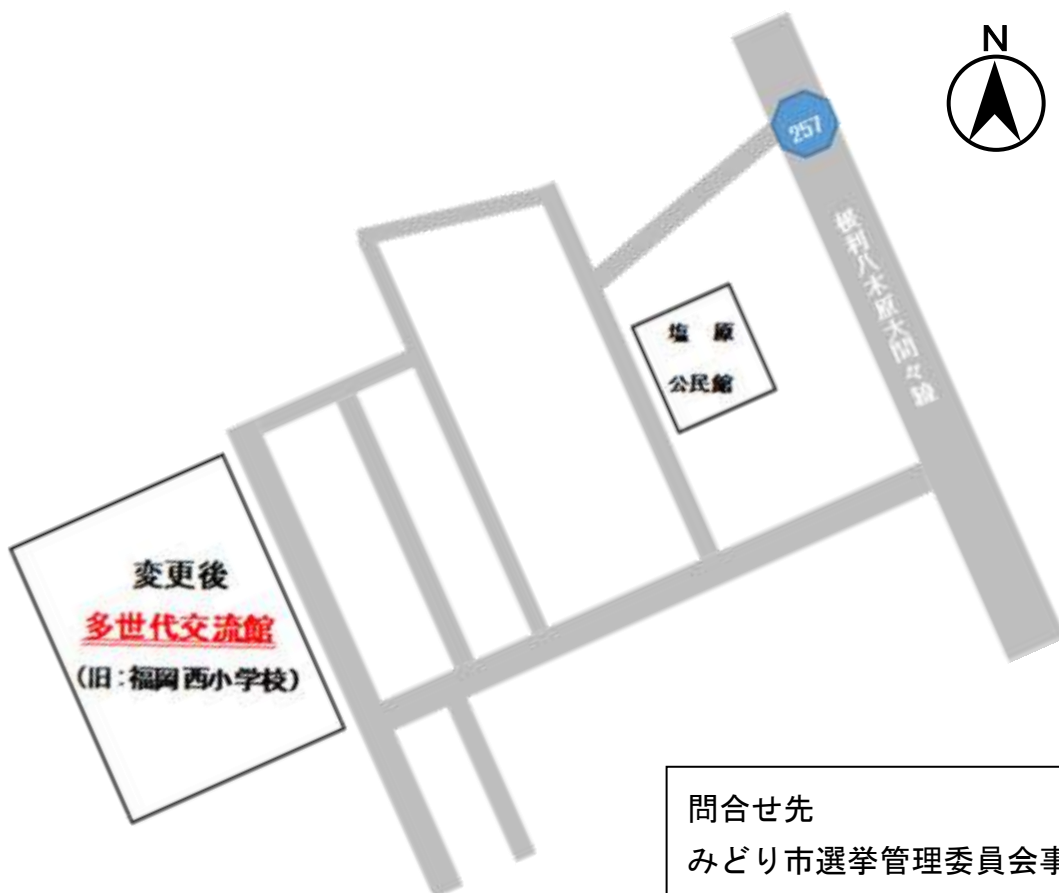 N
257
根利八木原大間々線
塩　原
公民館
変更後
多世代交流館
(旧:福岡西小学校)
問合せ先
みどり市選挙管理委員会事